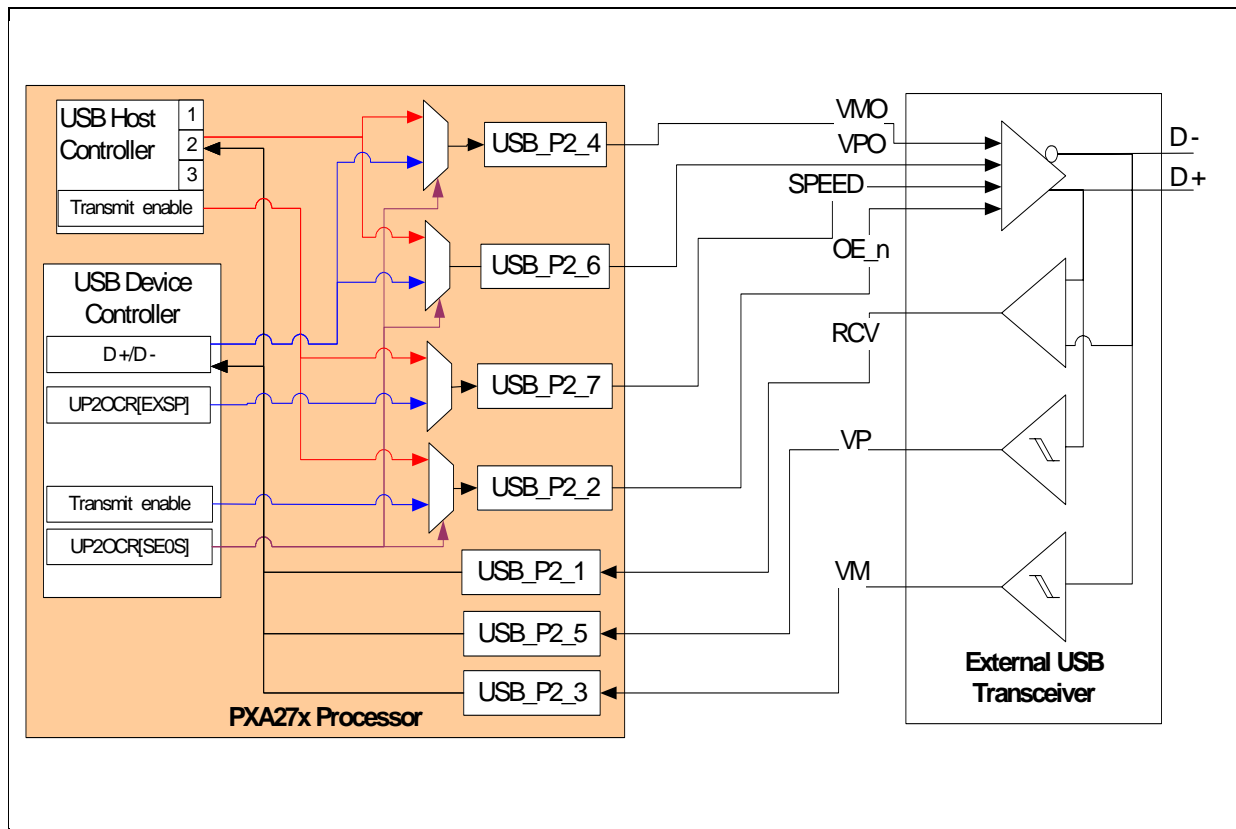 USB Host
Controller
1
2
3
Transmit enable
USB Device
Controller
D+/D-
UP2OCR[EXSP]
Transmit enable
UP2OCR[SE0S]
USB_P2_4
USB_P2_6
USB_P2_7
USB_P2_2
USB_P2_1
USB_P2_5
USB_P2_3
PXA27x Processor
VMO
VPO
SPEED
OE_n
RCV
VP
VM
D-
D+
External USB
Transceiver